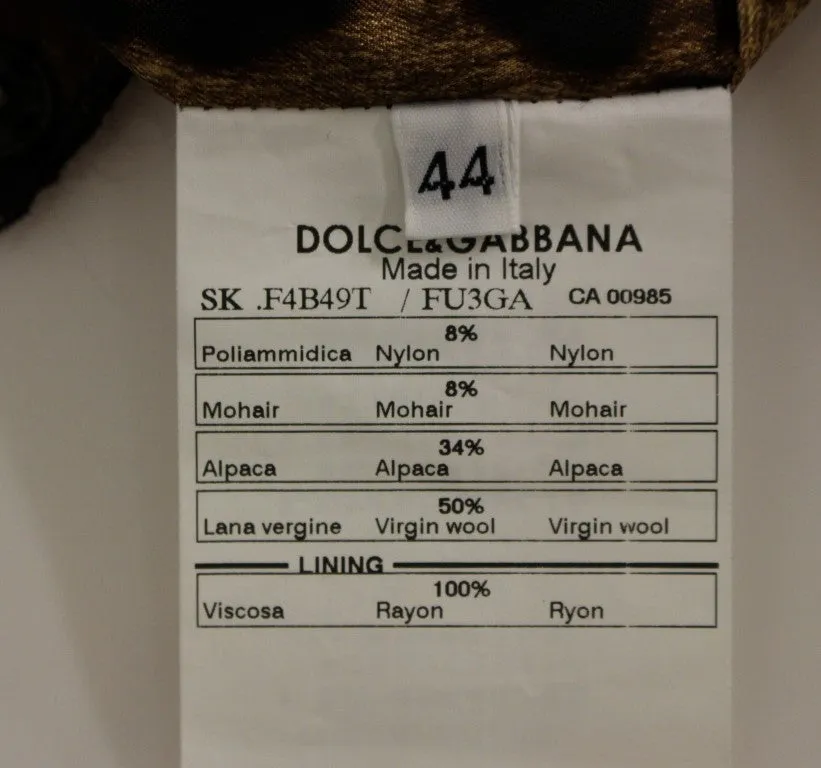 44
DOLCE&GABBANA
Made in Italy
SK .F4B49T / FU3GA CA 00985
8%
Poliammidica Nylon Nylon
8%
Mohair Mohair Mohair
34%
Alpaca Alpaca Alpaca
50%
Lana vergine Virgin wool Virgin wool
LINING
100%
Viscosa Rayon Ryon